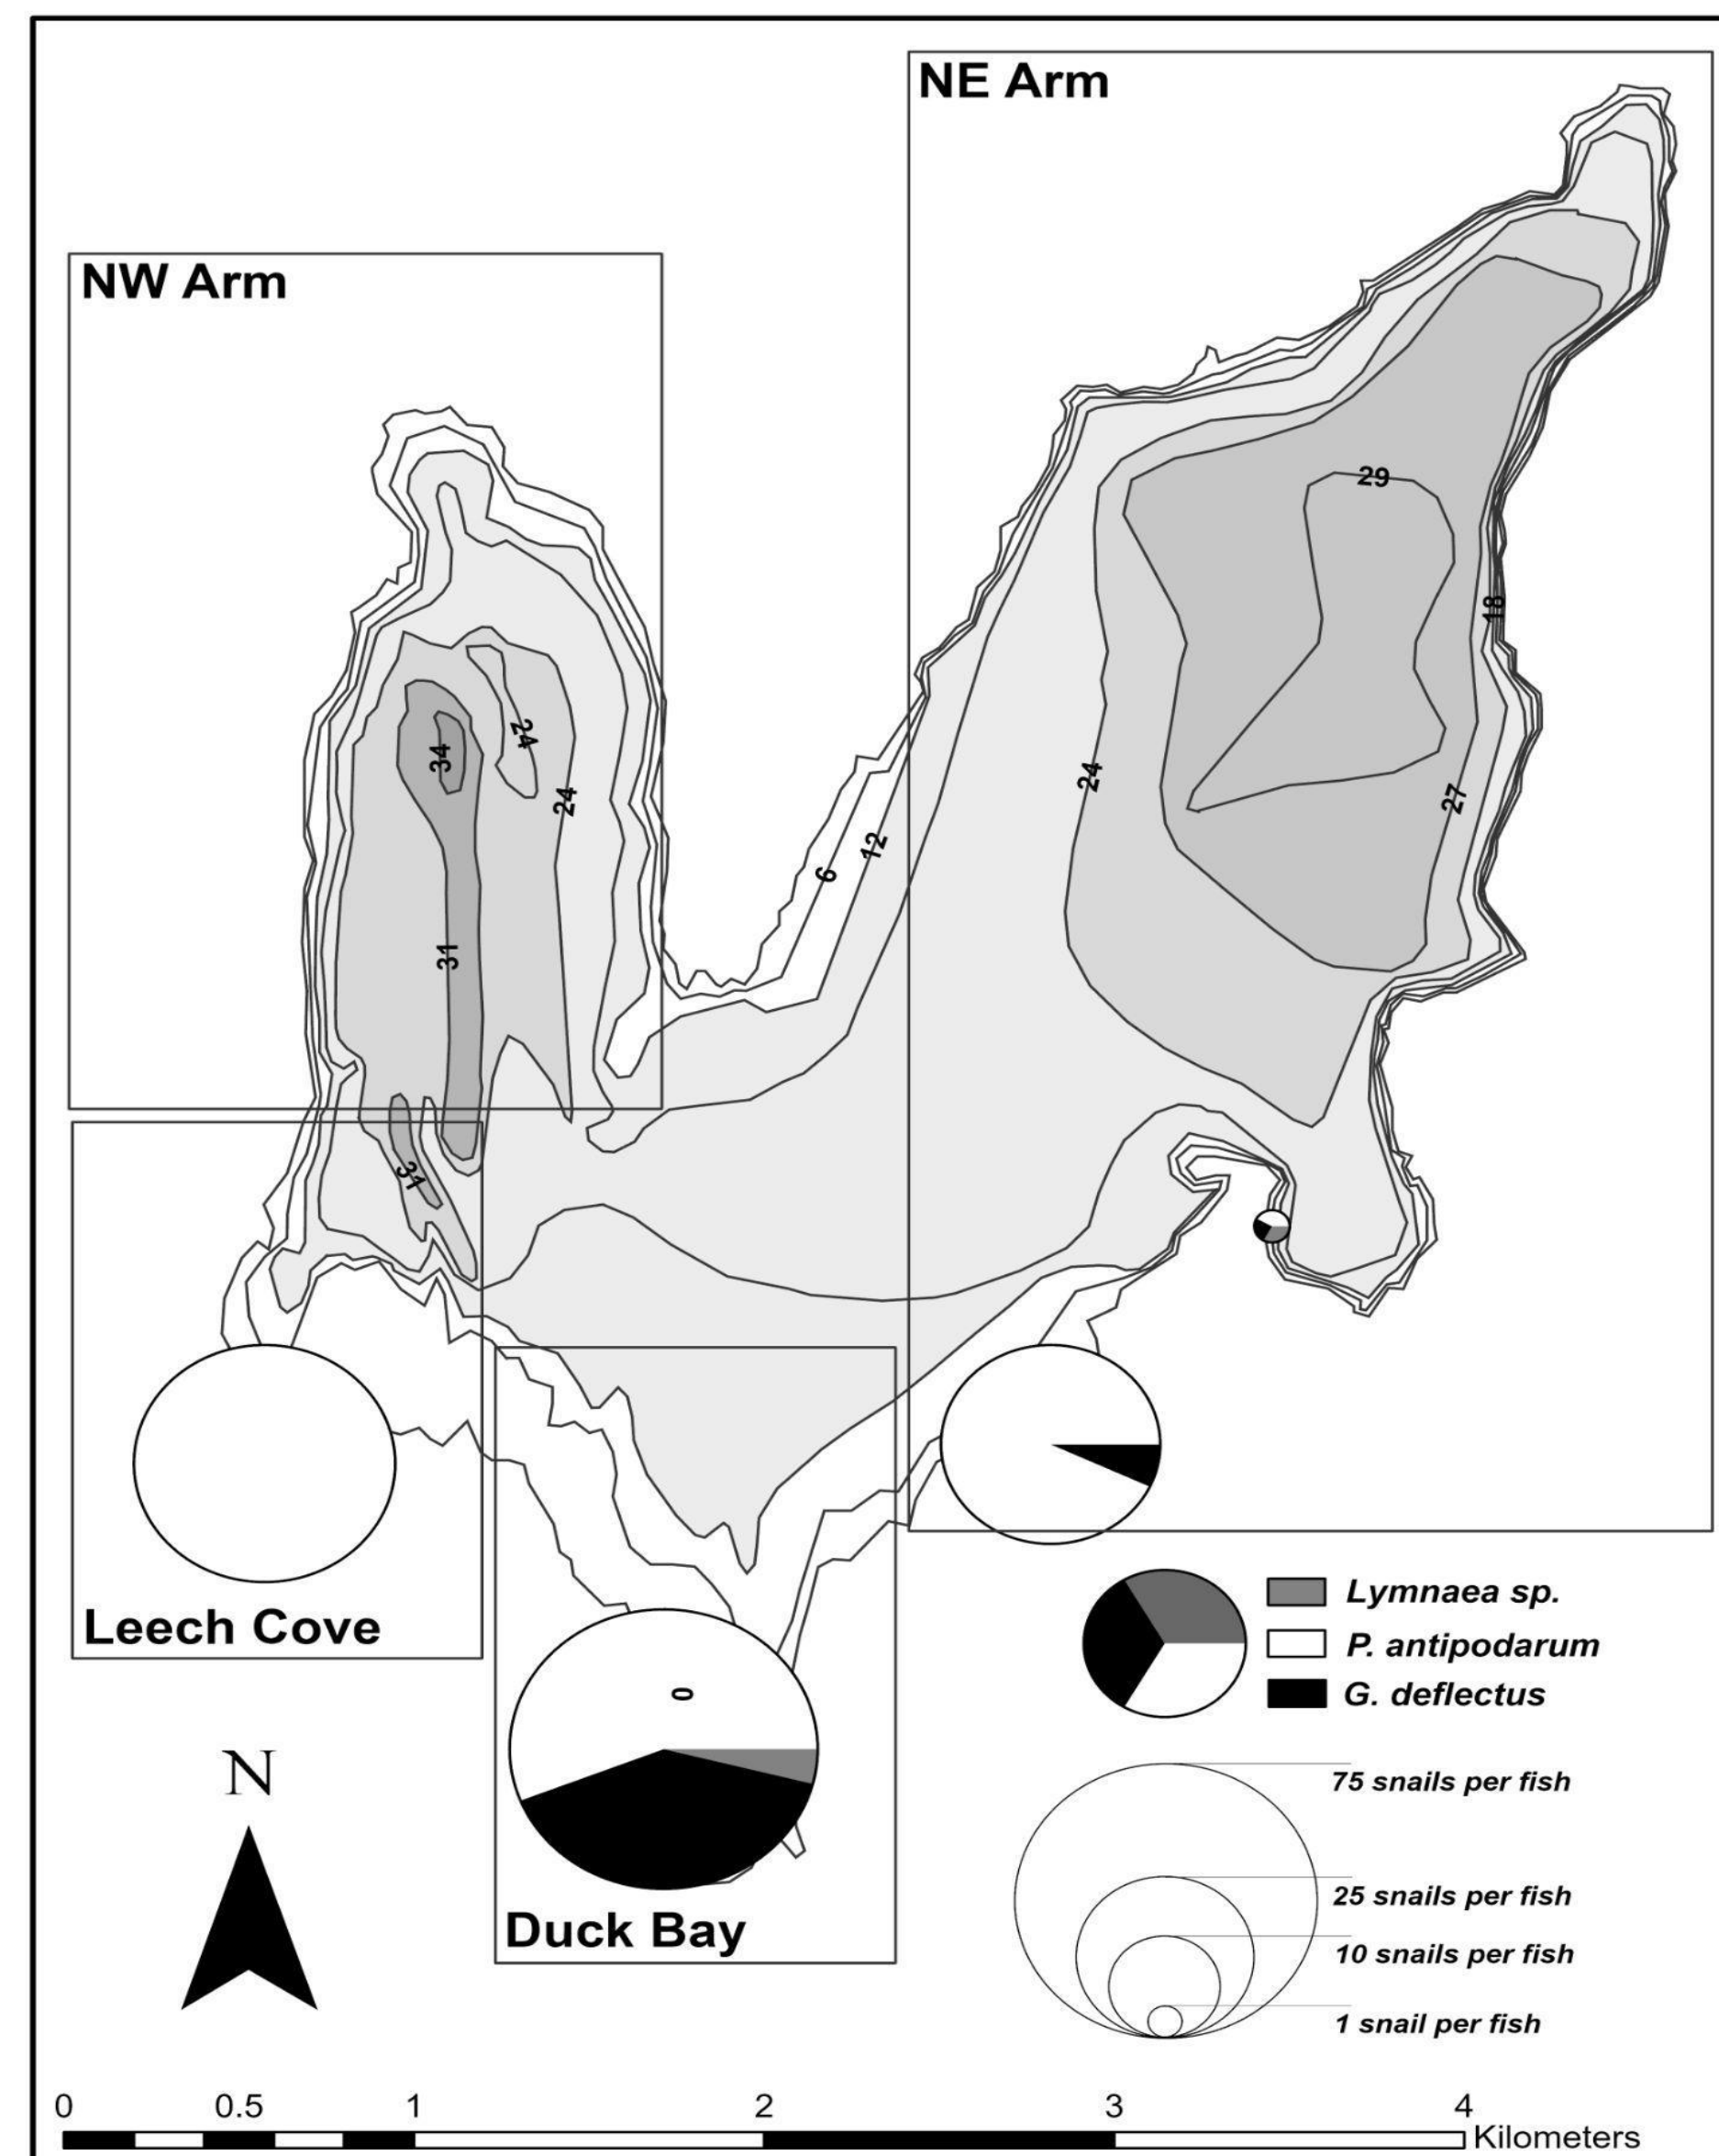 NE Arm
NW Arm
29
18
34
24
24
24
27
12
6
31
31
Leech Cove
Lymnaea sp.
P. antipodarum
G. deflectus
0
N
75 snails per fish
25 snails per fish
Duck Bay
10 snails per fish
1 snail per fish
0 0.5 1 2 3 4
Kilometers